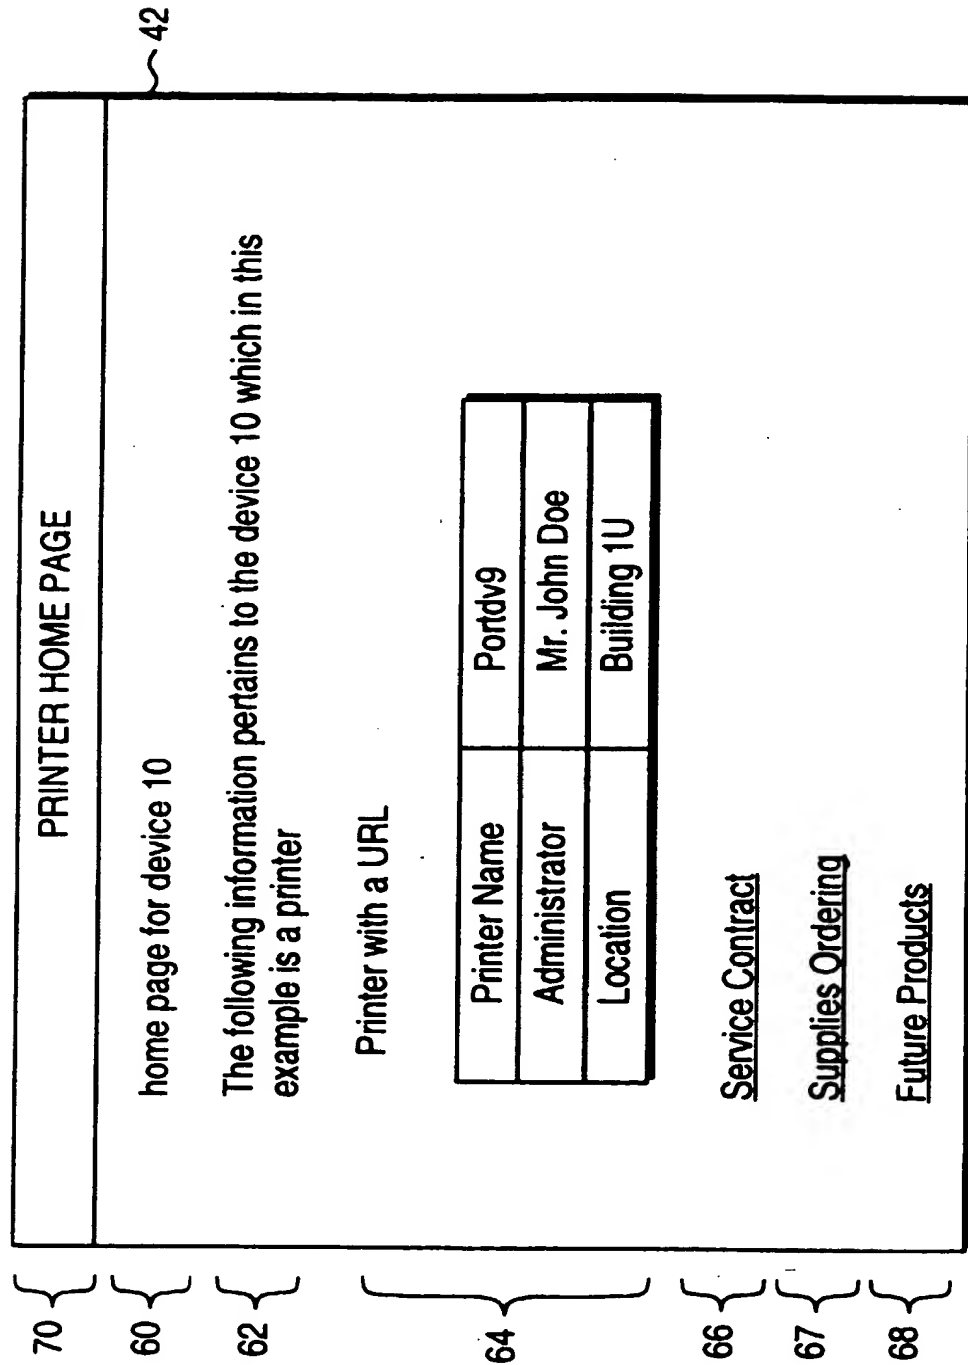 PRINTER HOME PAGE
42
70
home page for device 10
60
The following information pertains to the device 10 which in this
example is a printer
62
Printer with a URL
Printer Name Portdv9
Administrator Mr. John Doe
Location Building 1U
64
Service Contract
66
Supplies Ordering
67
Future Products
68